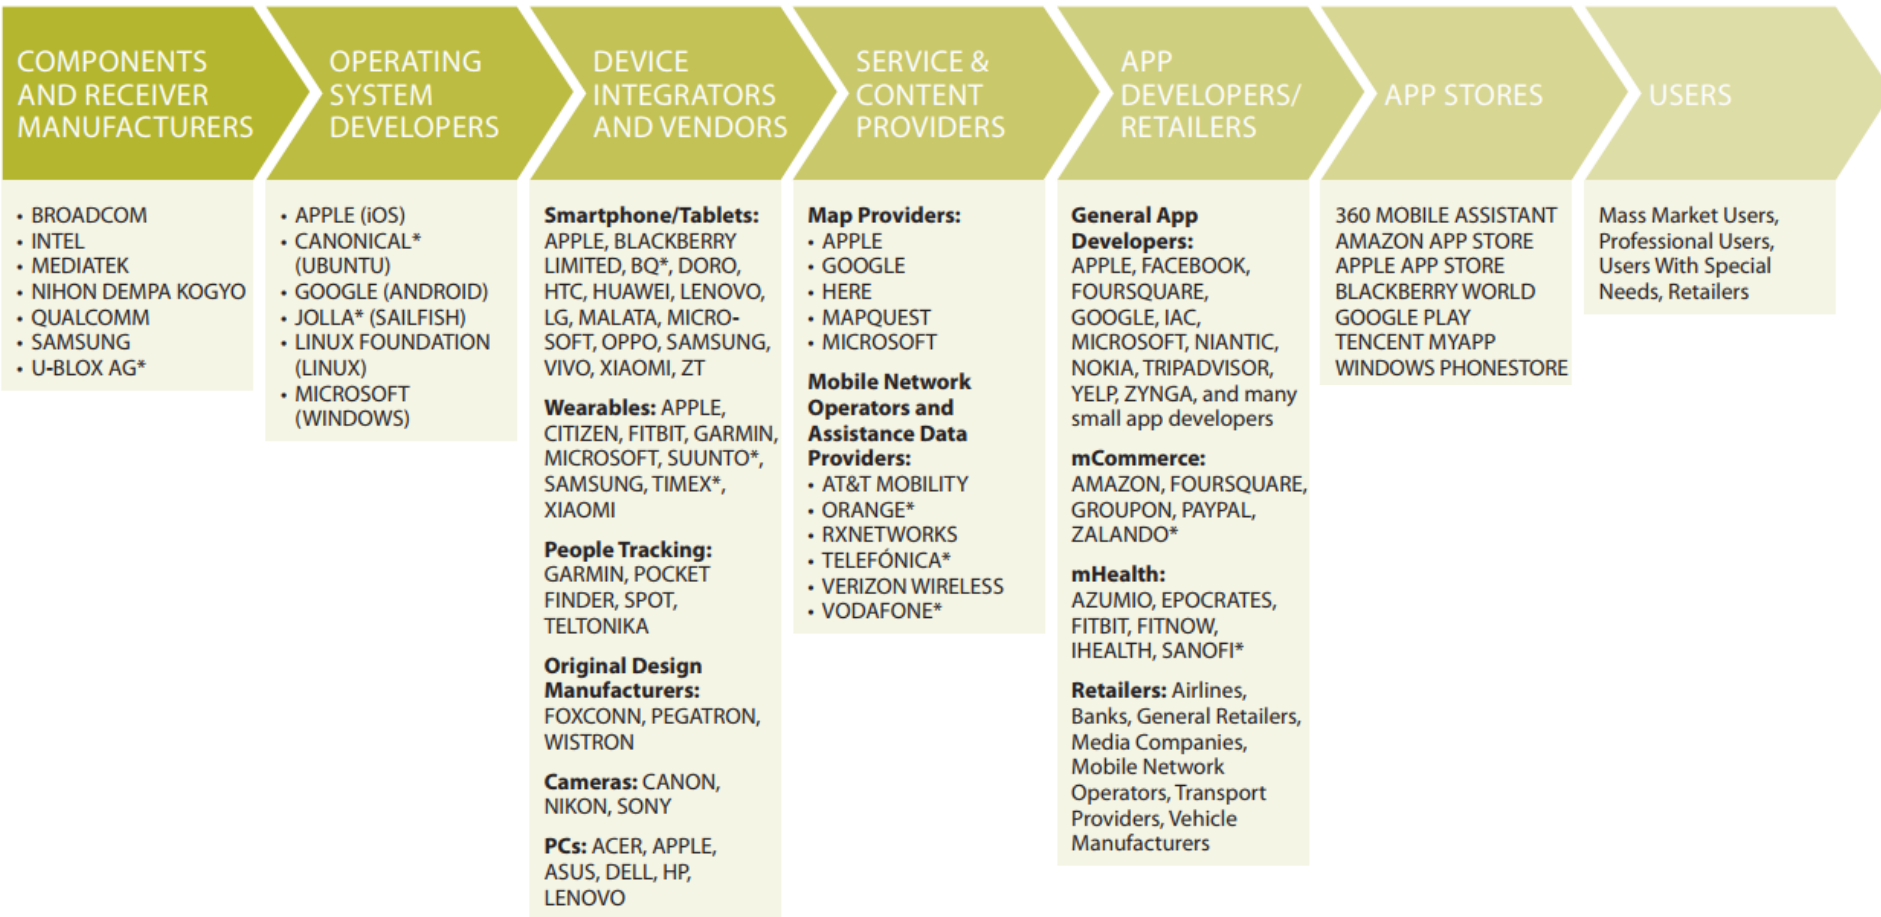 COMPONENTS
AND RECEIVER
MANUFACTURERS
• BROADCOM
• INTEL
• MEDIATEK
• NIHON DEMPA KOGYO
• QUALCOMM
• SAMSUNG
• U-BLOX AG*
OPERATING
SYSTEM
DEVELOPERS
• APPLE (iOS)
• CANONICAL*
(UBUNTU)
• GOOGLE (ANDROID)
• JOLLA* (SAILFISH)
• LINUX FOUNDATION
(LINUX)
• MICROSOFT
(WINDOWS)
DEVICE
INTEGRATORS
AND VENDORS
Smartphone/Tablets:
APPLE, BLACKBERRY
LIMITED, BQ*, DORO,
HTC, HUAWEI, LENOVO,
LG, MALATA, MICRO-
SOFT, OPPO, SAMSUNG,
VIVO, XIAOMI, ZT
Wearables: APPLE,
CITIZEN, FITBIT, GARMIN,
MICROSOFT, SUUNTO*,
SAMSUNG, TIMEX*,
XIAOMI
People Tracking:
GARMIN, POCKET
FINDER, SPOT,
TELTONIKA
Original Design
Manufacturers:
FOXCONN, PEGATRON,
WISTRON
Cameras: CANON,
NIKON, SONY
PCs: ACER, APPLE,
ASUS, DELL, HP,
LENOVO
SERVICE &
CONTENT
PROVIDERS
Map Providers:
• APPLE
• GOOGLE
• HERE
• MAPQUEST
• MICROSOFT
Mobile Network
Operators and
Assistance Data
Providers:
• AT&T MOBILITY
• ORANGE*
• RXNETWORKS
• TELEFÓNICA*
• VERIZON WIRELESS
• VODAFONE*
APP
DEVELOPERS/
RETAILERS
General App
Developers:
APPLE, FACEBOOK,
FOURSQUARE,
GOOGLE, IAC,
MICROSOFT, NIANTIC,
NOKIA, TRIPADVISOR,
YELP, ZYNGA, and many
small app developers
mCommerce:
AMAZON, FOURSQUARE,
GROUPON, PAYPAL,
ZALANDO*
mHealth:
AZUMIO, EPOCRATES,
FITBIT, FITNOW,
IHEALTH, SANOFI*
Retailers: Airlines,
Banks, General Retailers,
Media Companies,
Mobile Network
Operators, Transport
Providers, Vehicle
Manufacturers
APP STORES
360 MOBILE ASSISTANT
AMAZON APP STORE
APPLE APP STORE
BLACKBERRY WORLD
GOOGLE PLAY
TENCENT MYAPP
WINDOWS PHONESTORE
USERS
Mass Market Users,
Professional Users,
Users With Special
Needs, Retailers